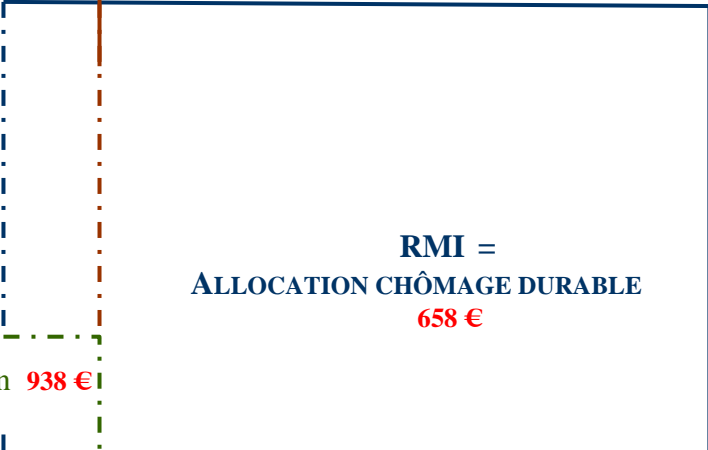 RMI =
ALLOCATION CHÔMAGE DURABLE
658 €
938 €